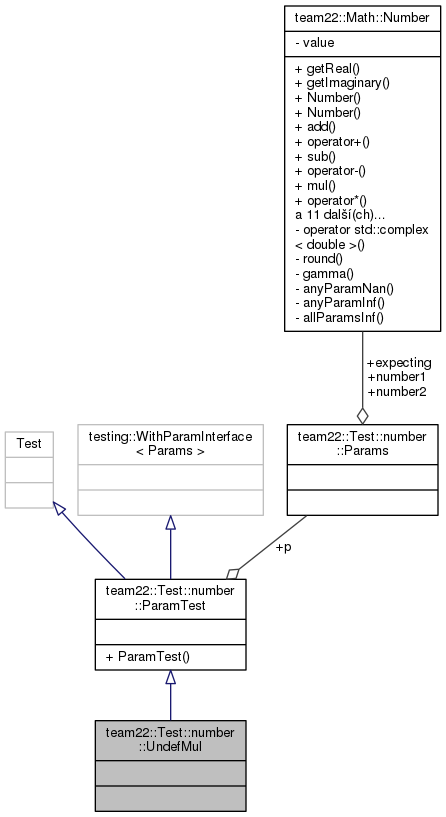 team22::Math::Number
- value
+ getReal()
+ getImaginary()
+ Number()
+ Number()
+ add()
+ operator+()
+ sub()
+ operator-()
+ mul()
+ operator*()
a 11 další(ch)...
- operator std::complex
< double >()
- round()
- gamma()
- anyParamNan()
- anyParamInf()
- allParamsInf()
+expecting
+number1
+number2
Test
testing::WithParamInterface
< Params >
team22::Test::number
::Params
+p
team22::Test::number
::ParamTest
+ ParamTest()
team22::Test::number
::UndefMul